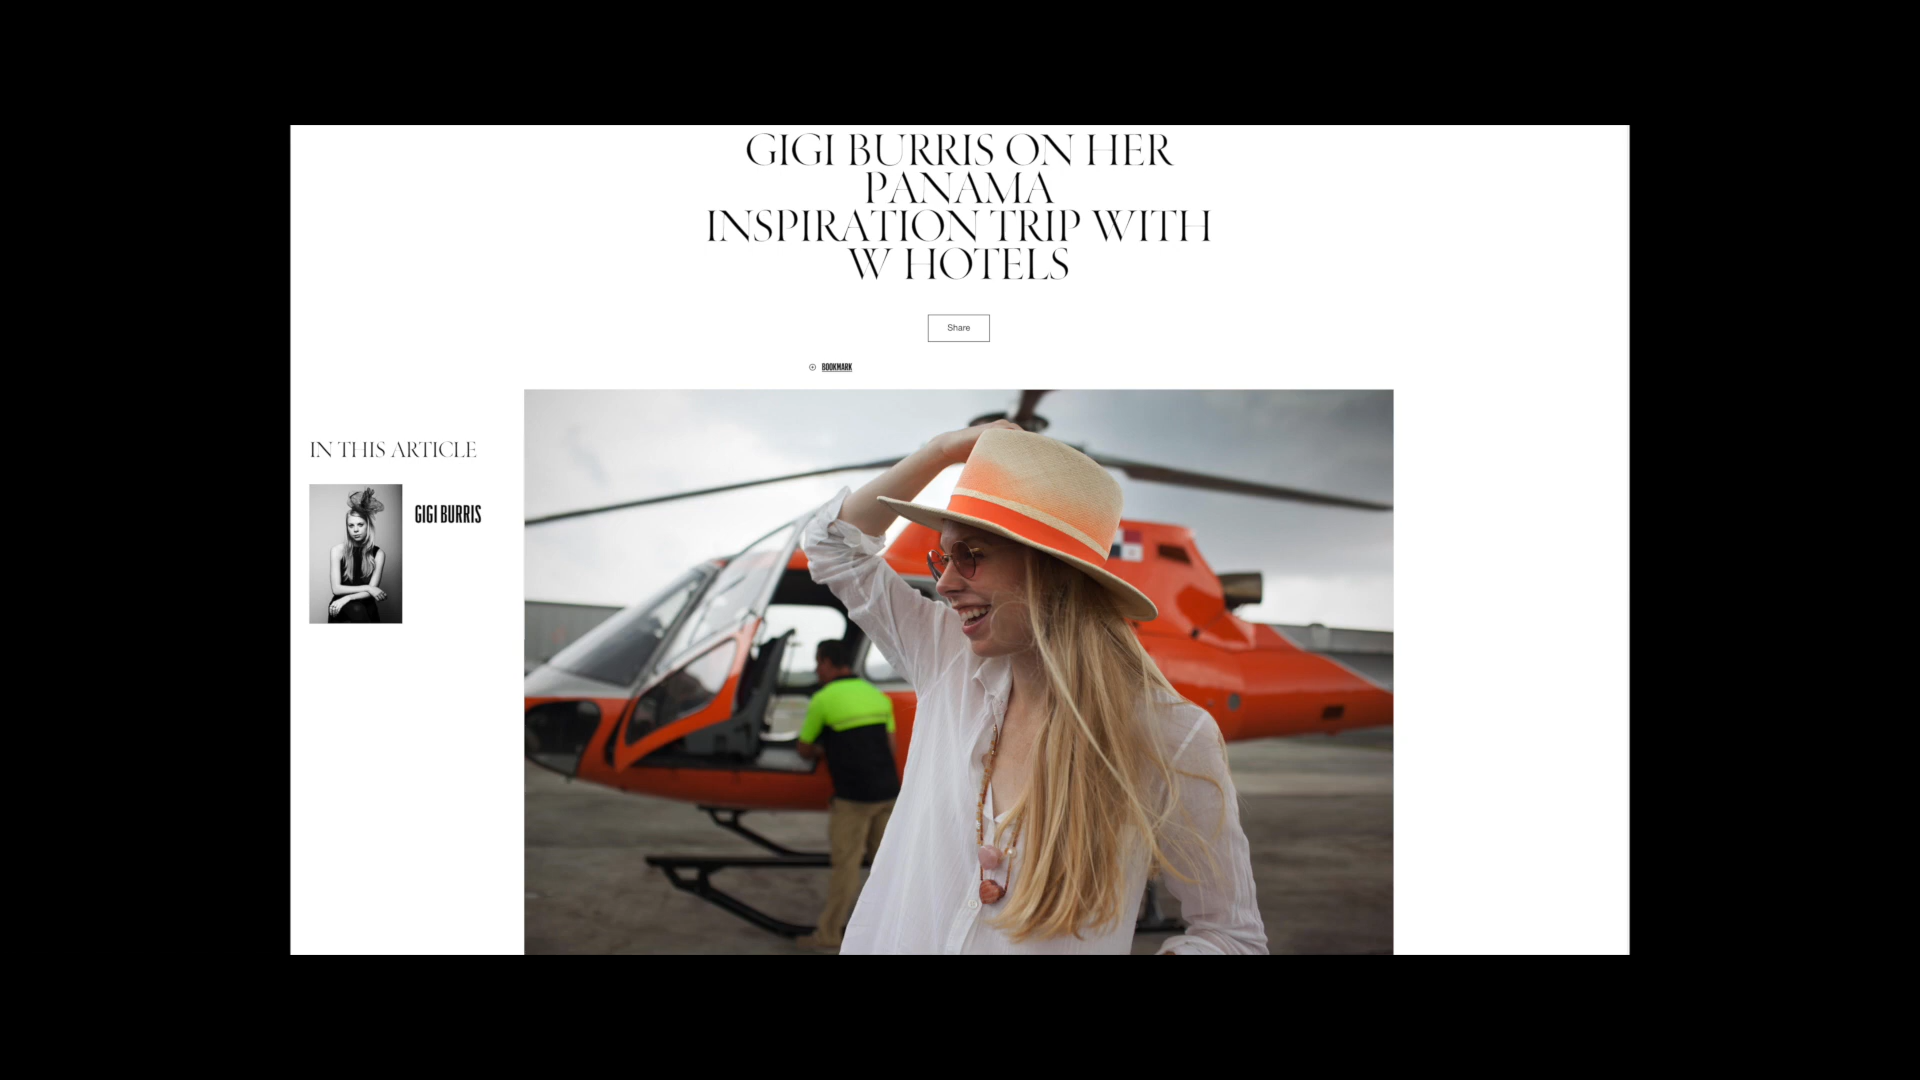 GIGI BURRIS ON HER
PANAMA
INSPIRATION TRIP WITH
W HOTELS
Share
BOOKMARK
IN THIS ARTICLE
GIGI BURRIS